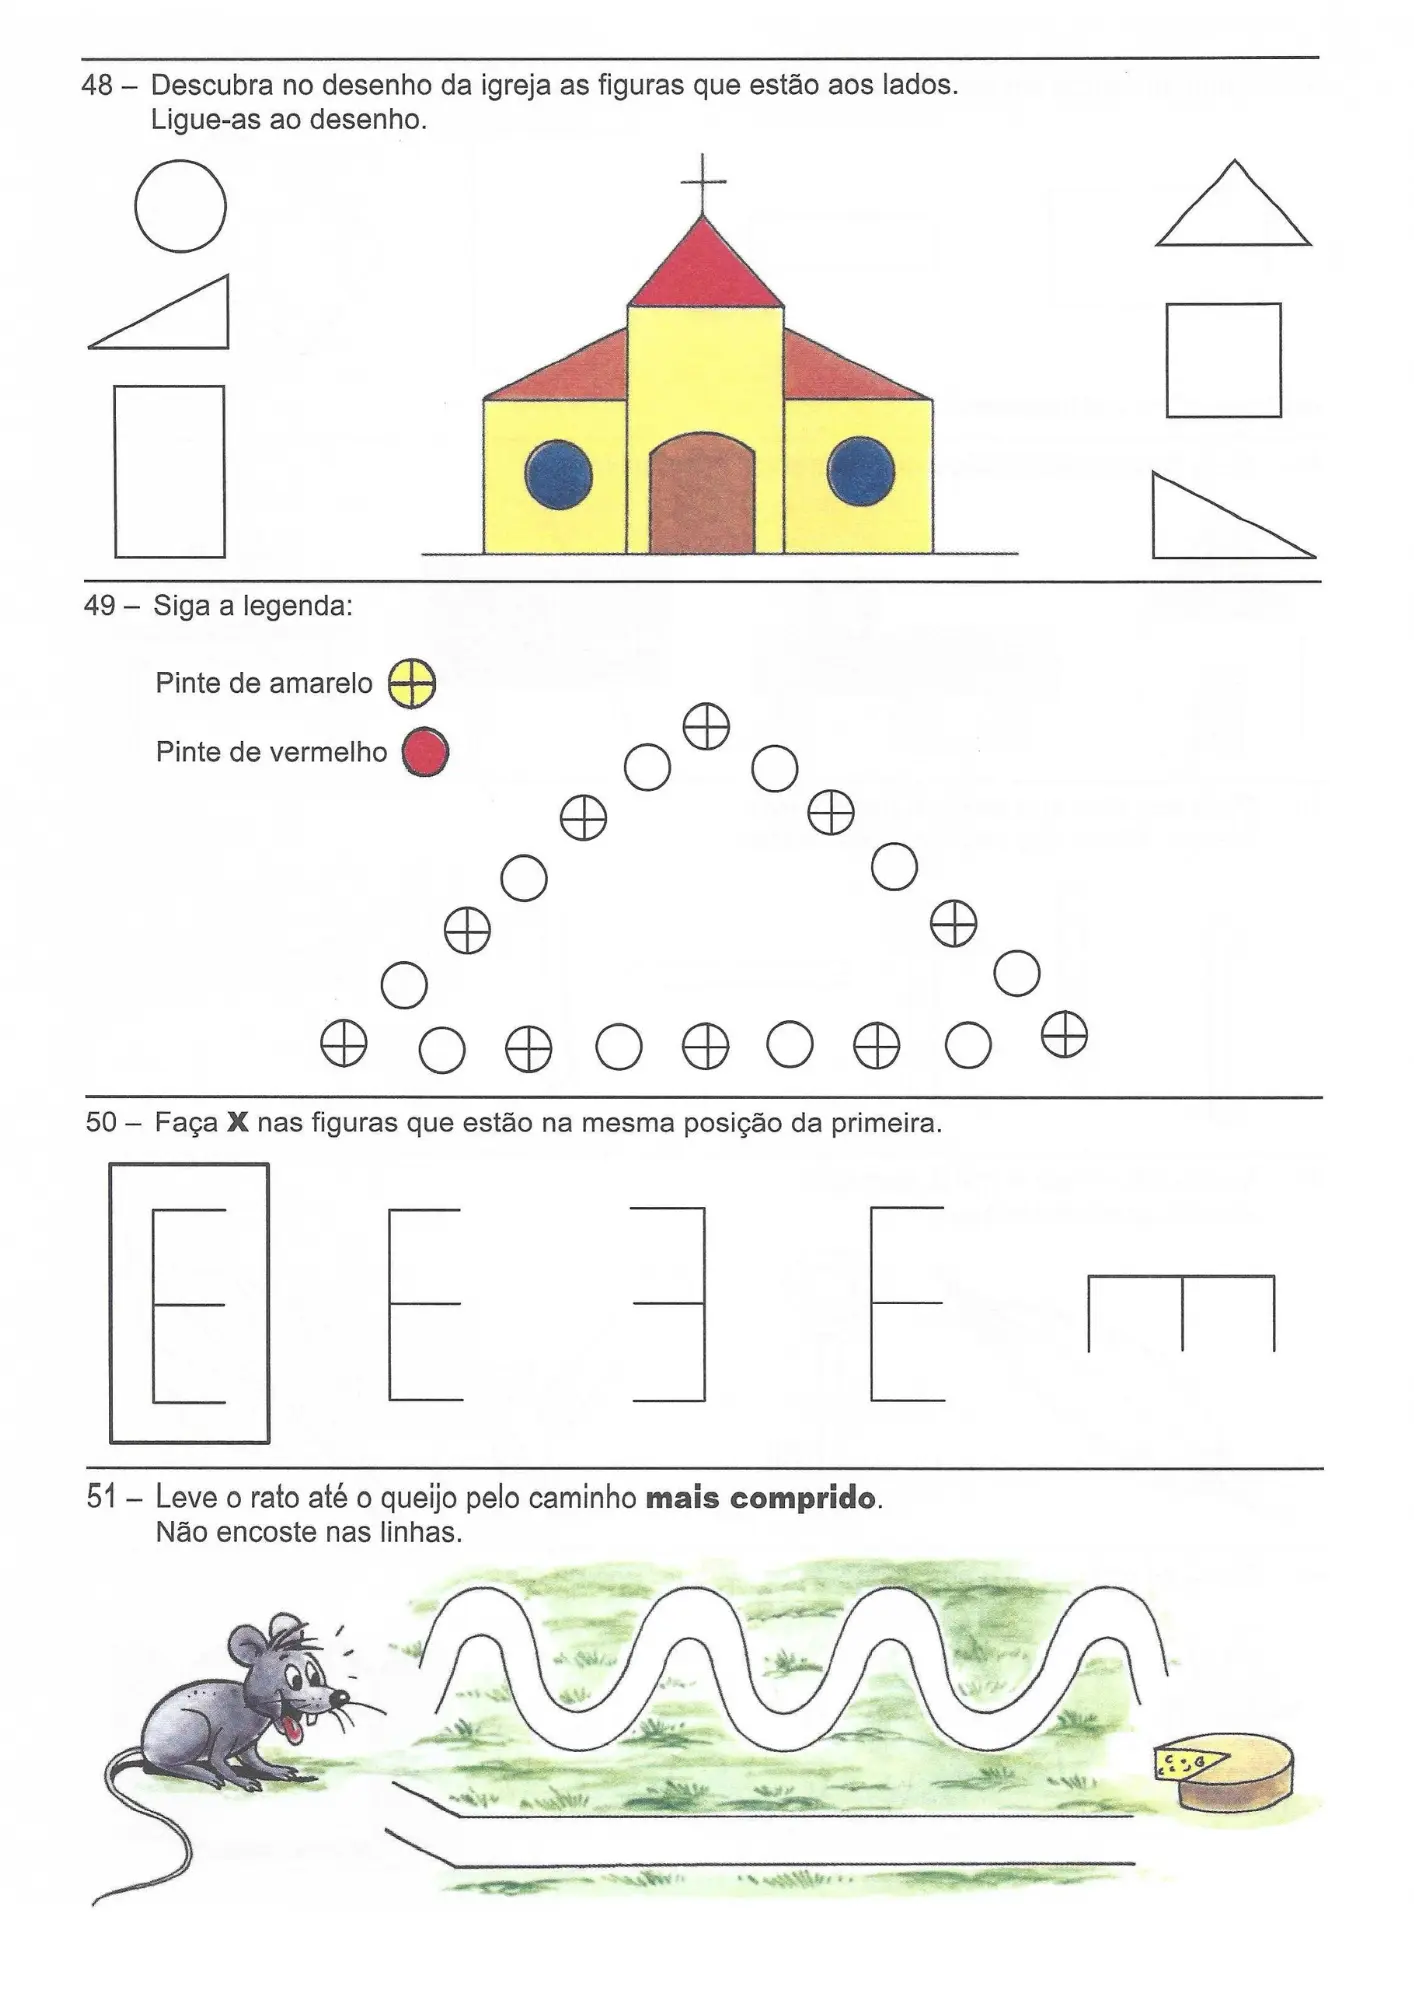 48 – Descubra no desenho da igreja as figuras que estão aos lados.
Ligue-as ao desenho.
49 – Siga a legenda:
Pinte de amarelo
Pinte de vermelho
50 – Faça X nas figuras que estão na mesma posição da primeira.
51 – Leve o rato até o queijo pelo caminho mais comprido.
Não encoste nas linhas.